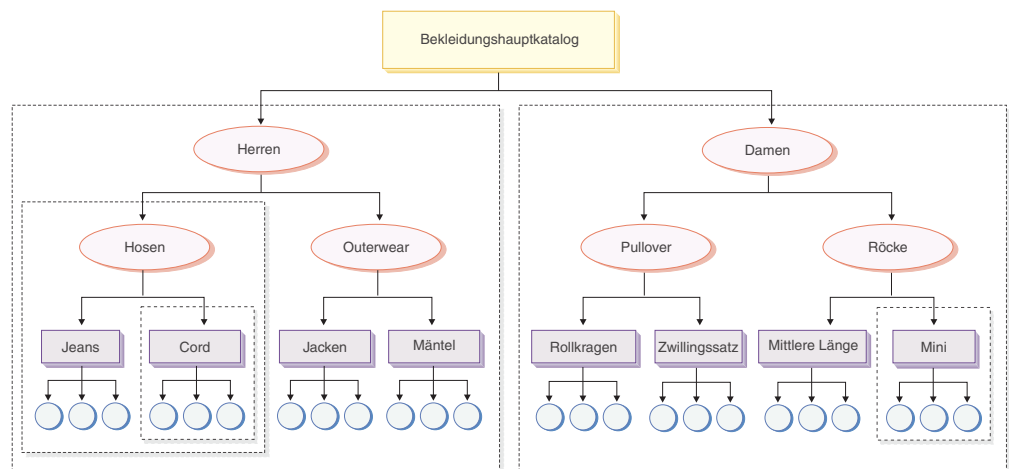 Bekleidungshauptkatalog
Herren
Damen
Hosen
Outerwear
Pullover
Röcke
Jeans
Cord
Jacken
Mäntel
Rollkragen
Zwillingssatz
Mittlere Länge
Mini